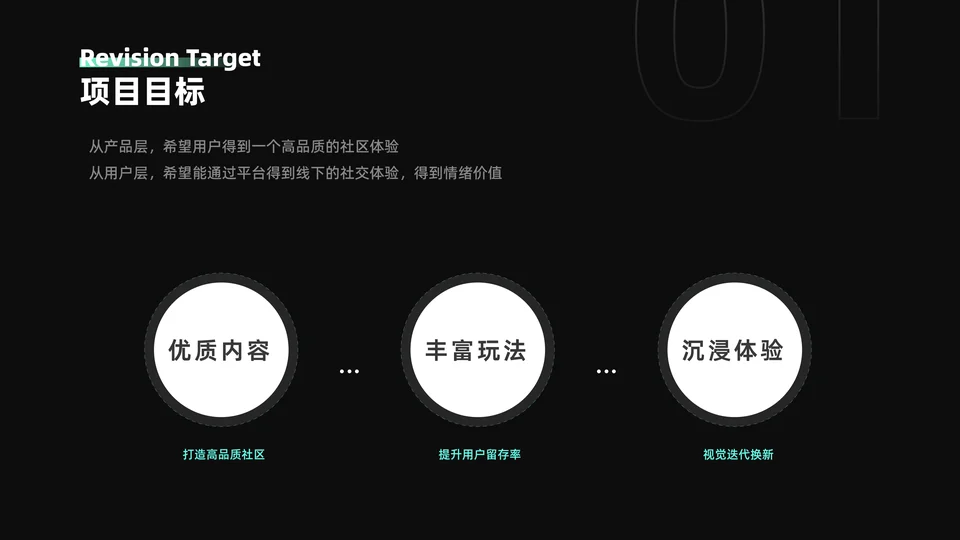 01
Revision Target
项目目标
从产品层，希望用户得到一个高品质的社区体验
从用户层，希望能通过平台得到线下的社交体验，得到情绪价值
优质内容
...
丰富玩法
...
沉浸体验
打造高品质社区
提升用户留存率
视觉迭代换新